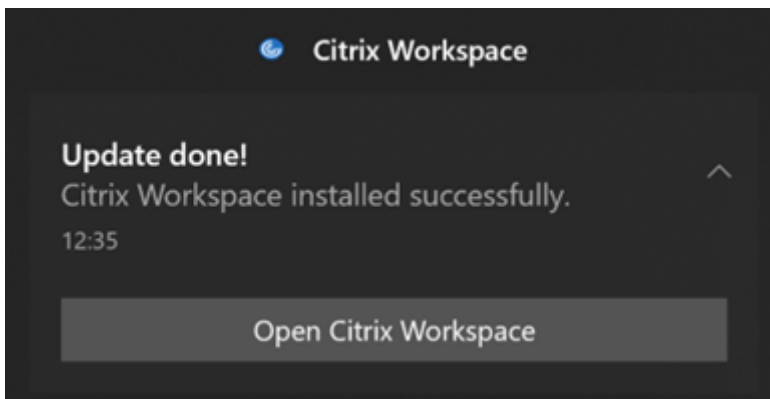 Citrix Workspace
Update done!
Citrix Workspace installed successfully.
12:35
Open Citrix Workspace